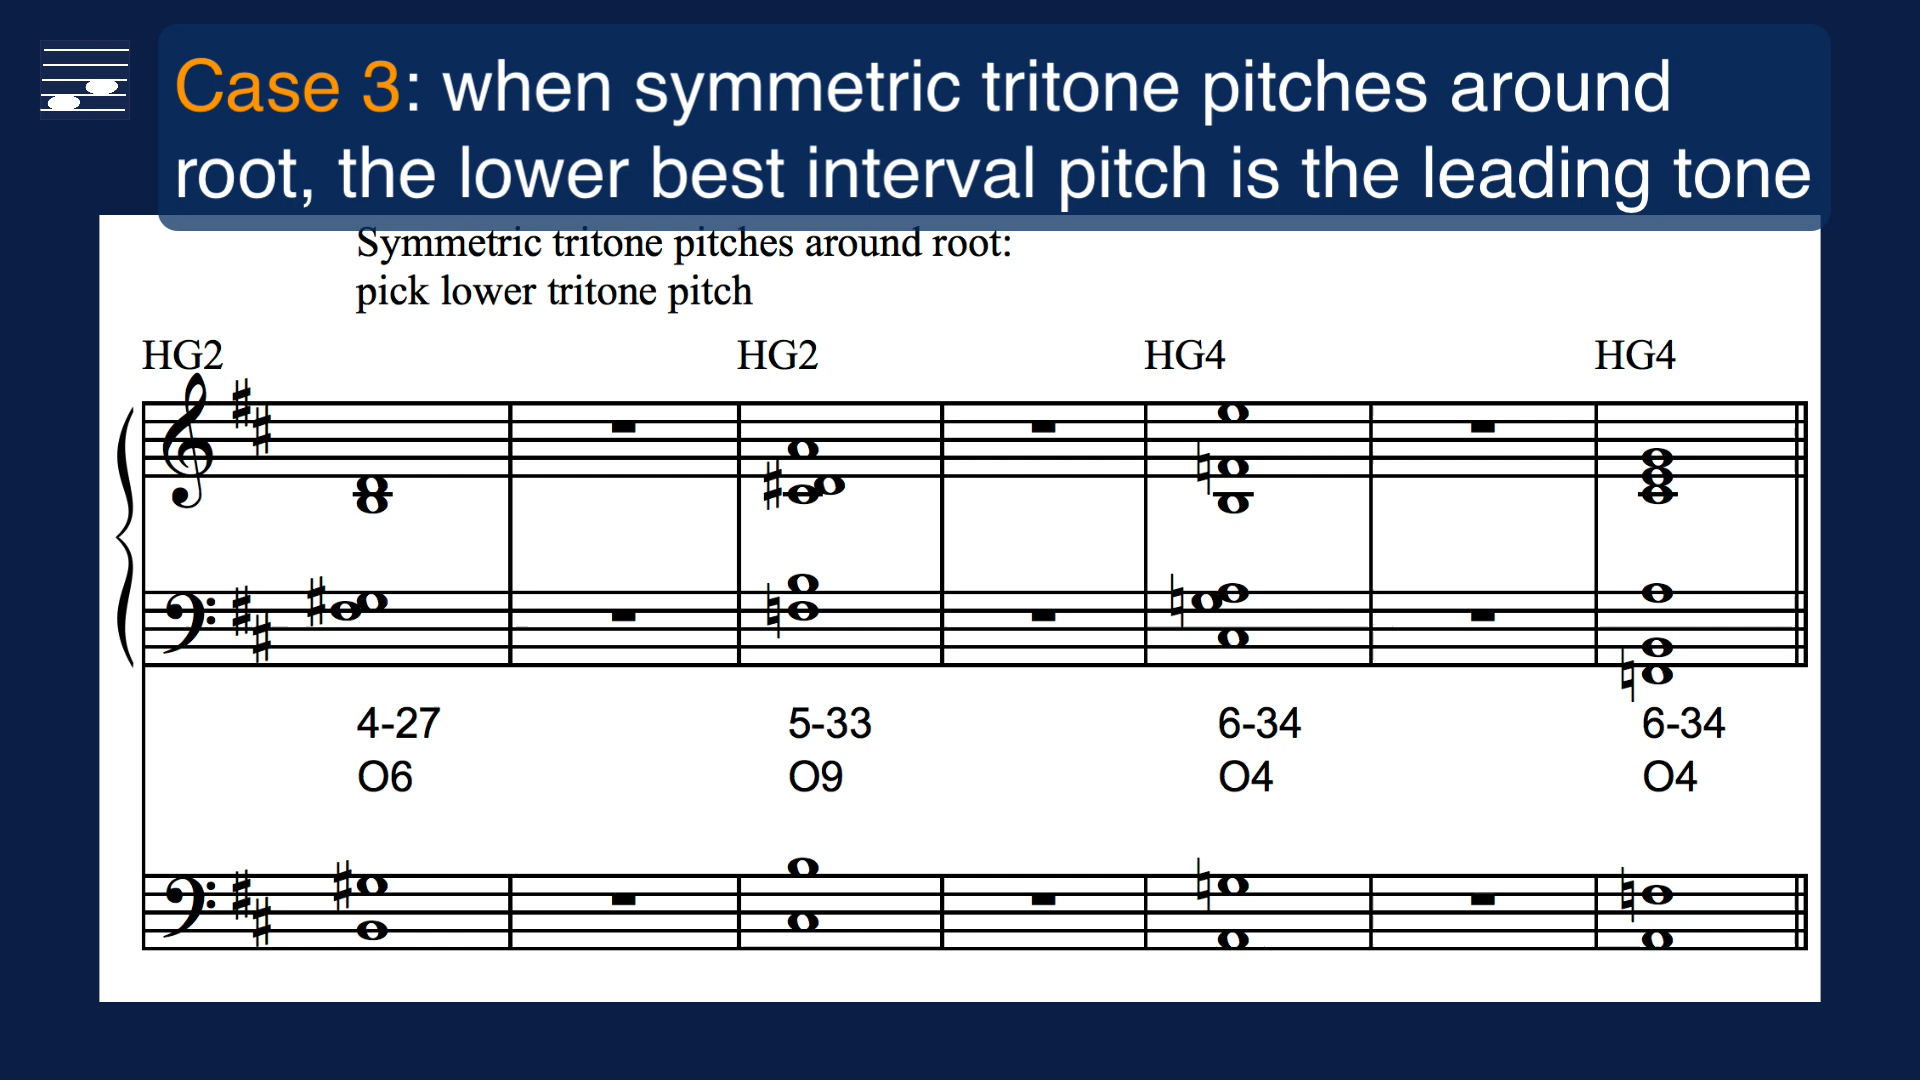 Case 3: when symmetric tritone pitches around
root, the lower best interval pitch is the leading tone
Symmetric tritone pitches around root:
pick lower tritone pitch
HG2 HG2 HG4 HG4
4-27 5-33 6-34 6-34
O6 O9 O4 O4